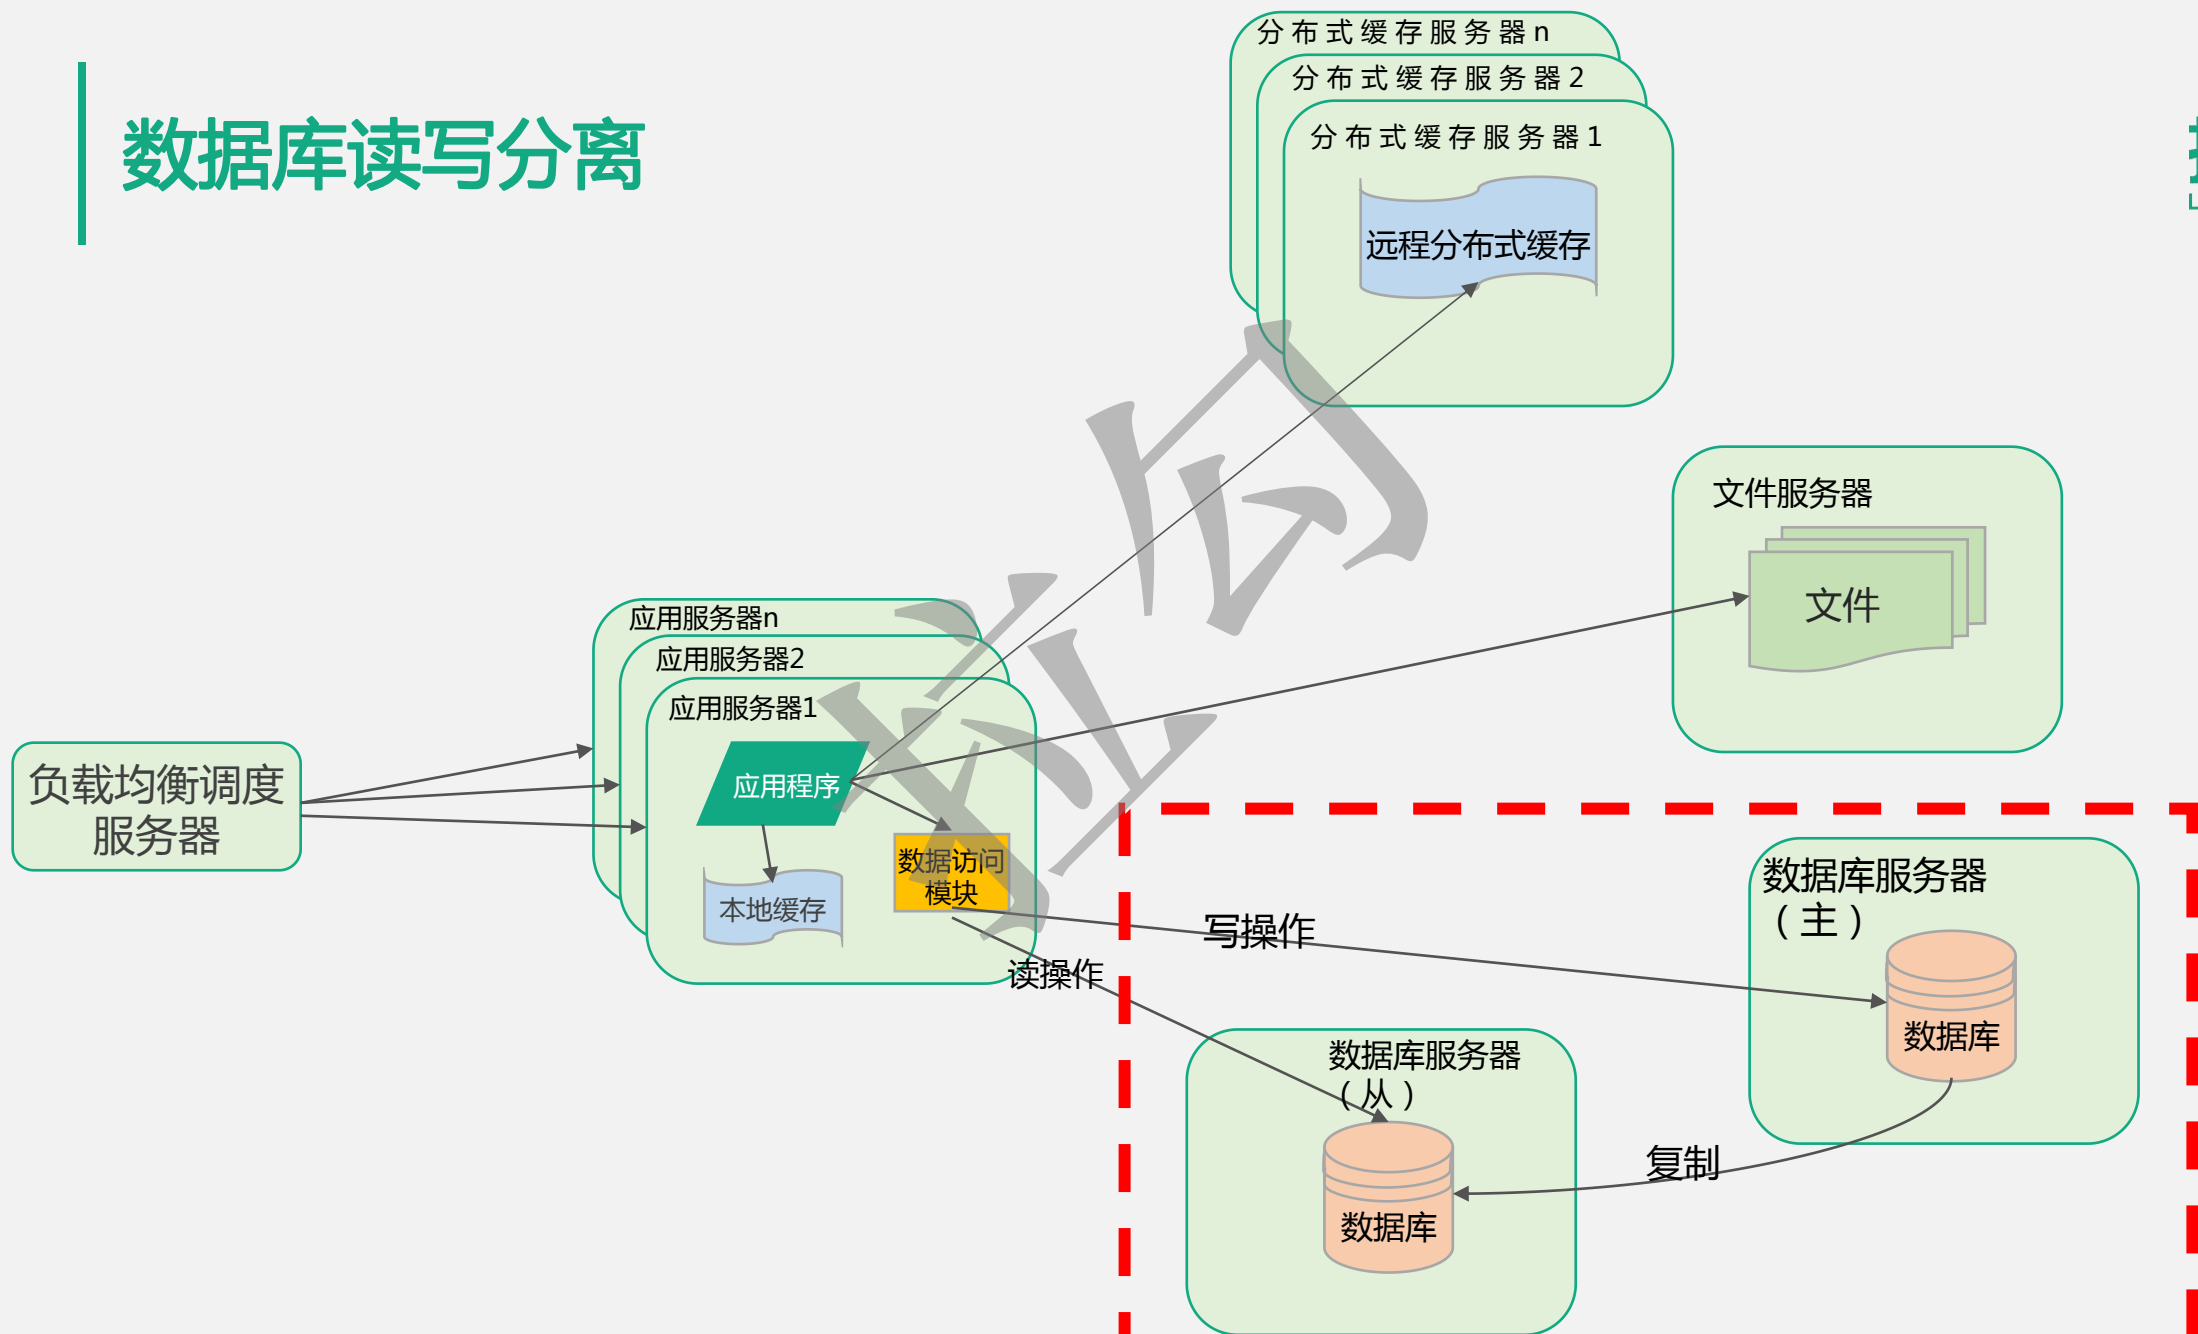 数据库读写分离
分布式缓存服务器n
分布式缓存服务器2
分布式缓存服务器1
远程分布式缓存
文件服务器
文件
应用服务器n
应用服务器2
应用服务器1
应用程序
数据访问
模块
本地缓存
负载均衡调度
服务器
写操作
读操作
数据库服务器
（主）
数据库
数据库服务器
（从）
数据库
复制
拉勾